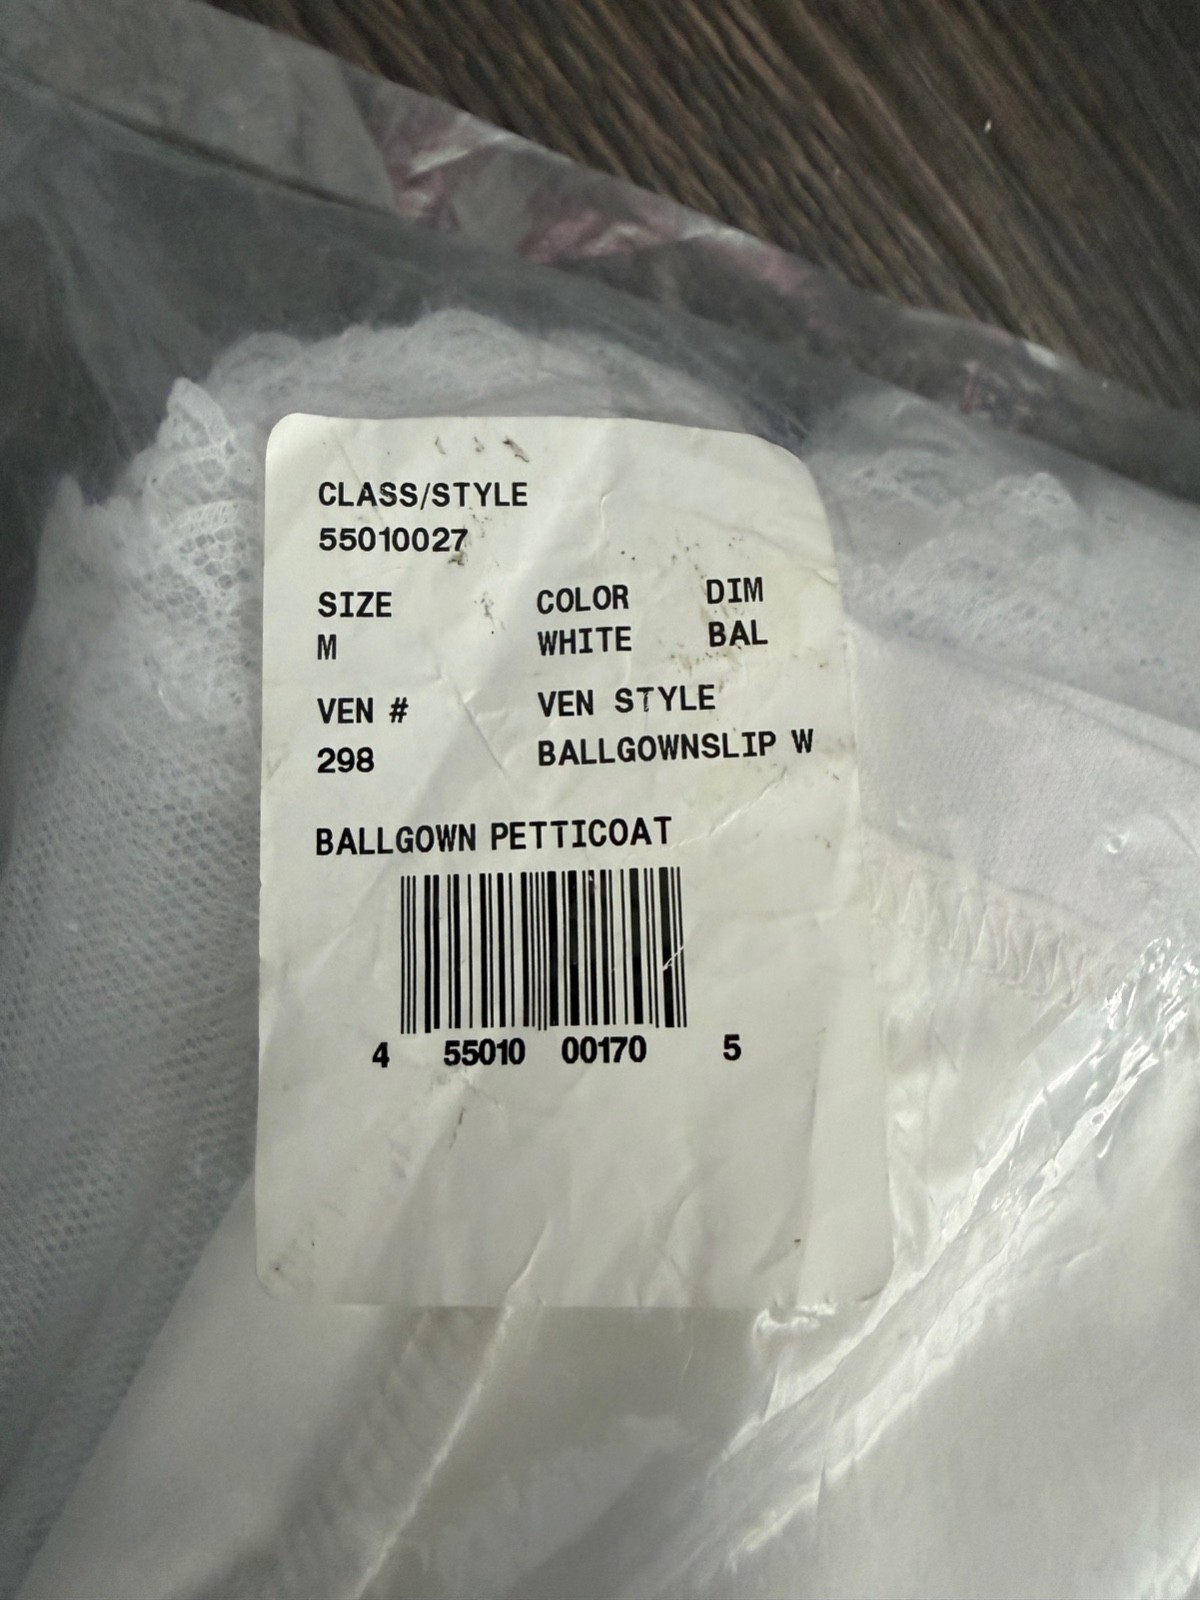 CLASS/STYLE
55010027
SIZE COLOR DIM
M WHITE BAL
VEN # VEN STYLE
298 BALLGOWNSLIP W
BALLGOWN PETTICOAT
4 55010 00170 5